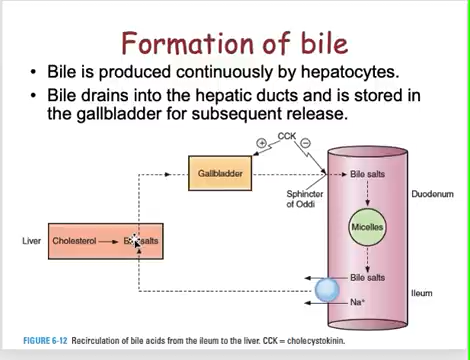 Formation of bile
• Bile is produced continuously by hepatocytes.
• Bile drains into the hepatic ducts and is stored in
the gallbladder for subsequent release.
CCK
+
−
Gallbladder
Bile salts
Sphincter
of Oddi
Duodenum
Micelles
Liver
Cholesterol
salts
Bile salts
Ileum
Na⁺
FIGURE 6-12 Recirculation of bile acids from the ileum to the liver. CCK = cholecystokinin.